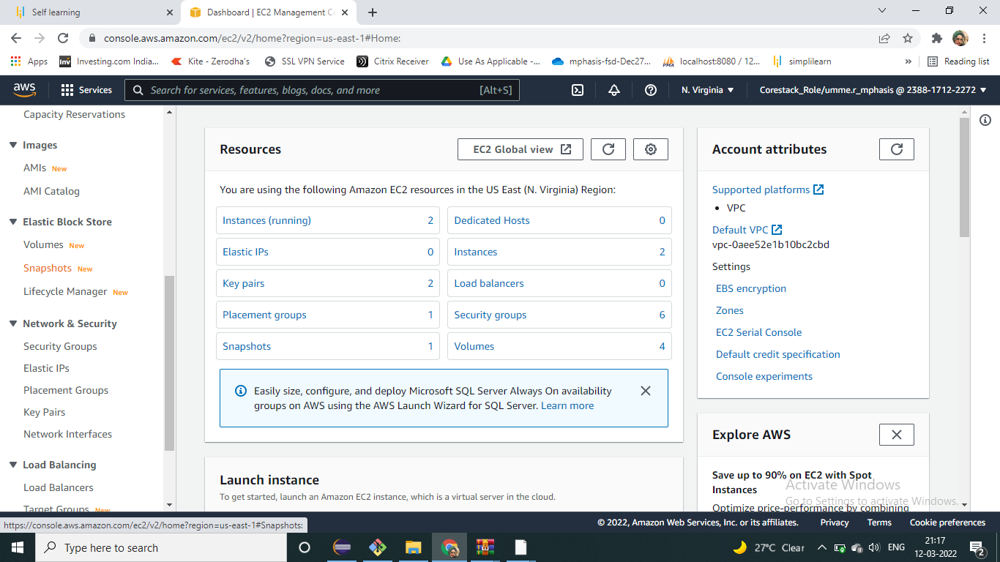 Self learning
Dashboard | EC2 Management C
console.aws.amazon.com/ec2/v2/home?region=us-east-1#Home:
Apps
Investing.com India...
Kite - Zerodha's
SSL VPN Service
Citrix Receiver
Use As Applicable -...
mphasis-fsd-Dec27...
localhost:8080 / 12...
simplilearn
»
Reading list
aws
Services
Search for services, features, blogs, docs, and more
[Alt+S]
N. Virginia
Corestack_Role/umme.r_mphasis @ 2388-1712-2272
Capacity Reservations
Images
AMIs New
AMI Catalog
Elastic Block Store
Volumes New
Snapshots New
Lifecycle Manager New
Network & Security
Security Groups
Elastic IPs
Placement Groups
Key Pairs
Network Interfaces
Load Balancing
Load Balancers
Target Groups New
Resources
EC2 Global view
You are using the following Amazon EC2 resources in the US East (N. Virginia) Region:
Instances (running) 2
Dedicated Hosts 0
Elastic IPs 0
Instances 2
Key pairs 2
Load balancers 0
Placement groups 1
Security groups 6
Snapshots 1
Volumes 4
Easily size, configure, and deploy Microsoft SQL Server Always On availability
groups on AWS using the AWS Launch Wizard for SQL Server. Learn more
Launch instance
To get started, launch an Amazon EC2 instance, which is a virtual server in the cloud.
Account attributes
Supported platforms
• VPC
Default VPC
vpc-0aee52e1b10bc2cbd
Settings
EBS encryption
Zones
EC2 Serial Console
Default credit specification
Console experiments
Explore AWS
Save up to 90% on EC2 with Spot
Instances
Optimize price-performance by combining
Activate Windows
Go to Settings to activate Windows.
https://console.aws.amazon.com/ec2/v2/home?region=us-east-1#Snapshots:
© 2022, Amazon Web Services, Inc. or its affiliates.
Privacy
Terms
Cookie preferences
Type here to search
27°C Clear
ENG
21:17
12-03-2022
2